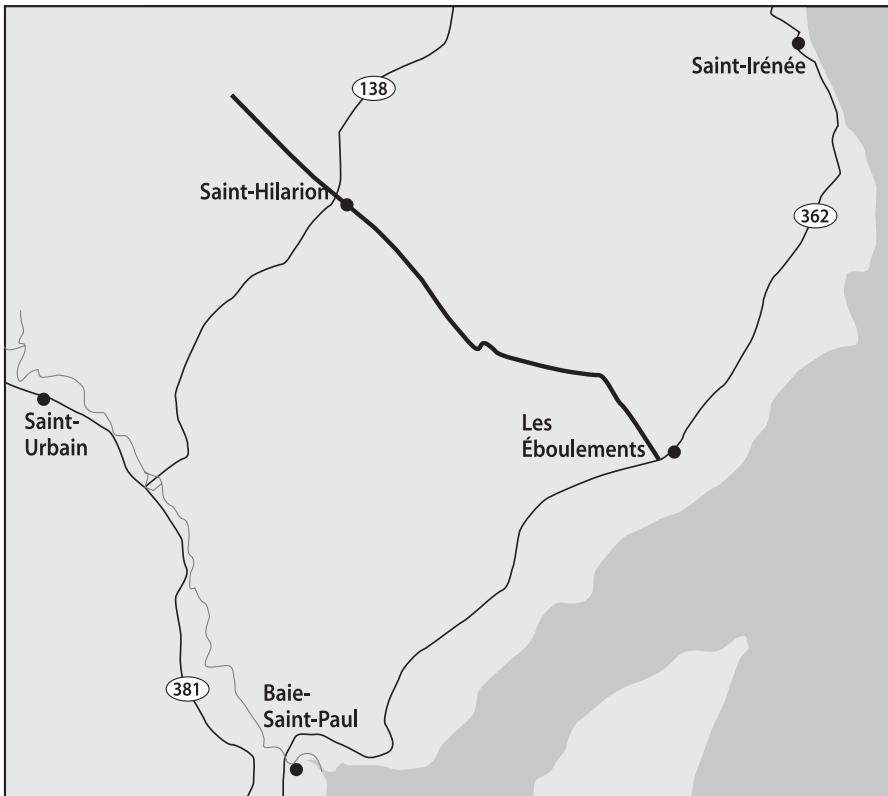 Saint-Irénée
138
Saint-Hilarion
362
Saint-
Urbain
Les
Éboulements
381
Baie-
Saint-Paul